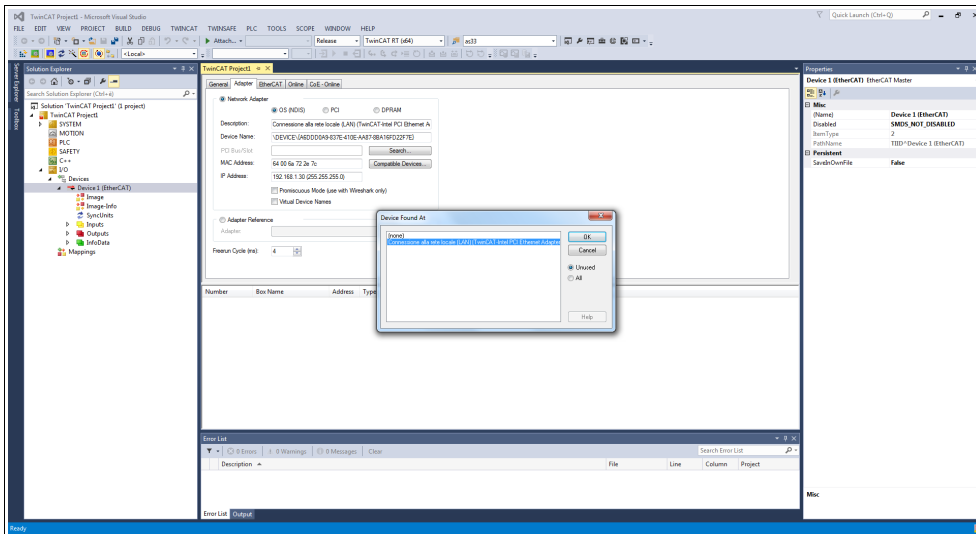 TwinCAT Project1 - Microsoft Visual Studio
Quick Launch (Ctrl+Q)
FILE EDIT VIEW PROJECT BUILD DEBUG TWINCAT TWINSAFE PLC TOOLS SCOPE WINDOW HELP
Attach... Release TwinCAT RT (x64) as33
<Local>
Server Explorer
Toolbox
Solution Explorer
Search Solution Explorer (Ctrl+è)
Solution 'TwinCAT Project1' (1 project)
TwinCAT Project1
SYSTEM
MOTION
PLC
SAFETY
C++
I/O
Devices
Device 1 (EtherCAT)
Image
Image-Info
SyncUnits
Inputs
Outputs
InfoData
Mappings
TwinCAT Project1
General Adapter EtherCAT Online CoE - Online
Network Adapter
OS (NDIS) PCI DPRAM
Description: Connessione alla rete locale (LAN) (TwinCAT-Intel PCI Ethernet A
Device Name: \DEVICE\{A6DDD0A9-837E-410E-AA87-8BA16FD22F7E}
PCI Bus/Slot: Search...
MAC Address: 64 00 6a 72 2e 7c Compatible Devices...
IP Address: 192.168.1.30 (255.255.255.0)
Promiscuous Mode (use with Wireshark only)
Virtual Device Names
Adapter Reference
Adapter:
Freerun Cycle (ms): 4
Device Found At
(none)
Connessione alla rete locale (LAN) (TwinCAT-Intel PCI Ethernet Adapter
OK
Cancel
Unused
All
Help
Number Box Name Address Type
Error List
0 Errors 0 Warnings 0 Messages Clear
Search Error List
Description File Line Column Project
Error List Output
Properties
Device 1 (EtherCAT) EtherCAT Master
Misc
(Name) Device 1 (EtherCAT)
Disabled SMDS_NOT_DISABLED
ItemType 2
PathName TIID^Device 1 (EtherCAT)
Persistent
SaveInOwnFile False
Misc
Ready